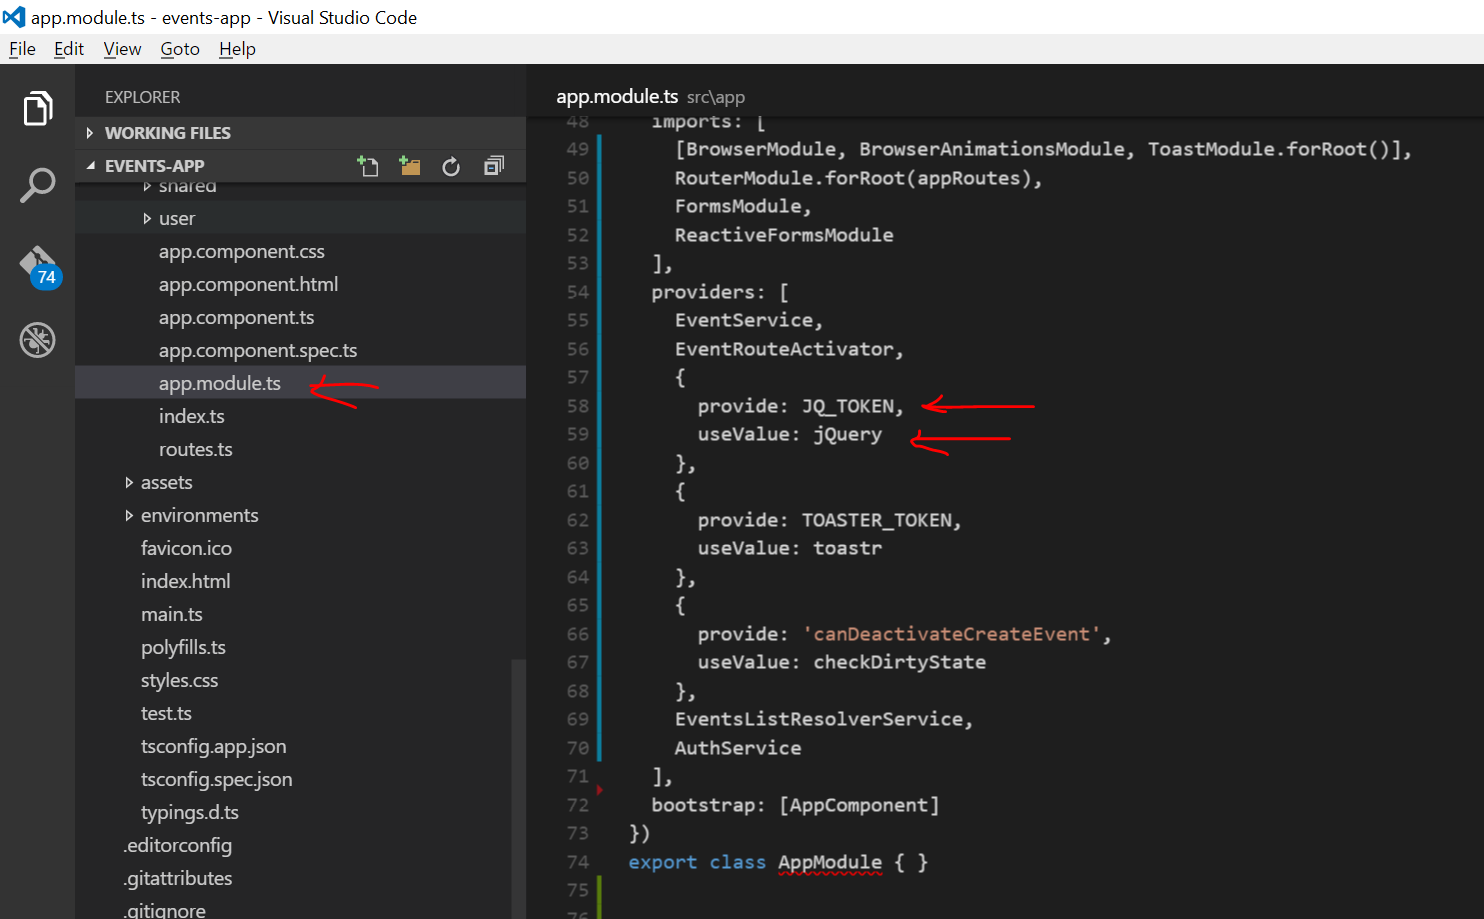 app.module.ts - events-app - Visual Studio Code
File Edit View Goto Help
EXPLORER
WORKING FILES
EVENTS-APP
shared
user
app.component.css
app.component.html
app.component.ts
app.component.spec.ts
app.module.ts
index.ts
routes.ts
assets
environments
favicon.ico
index.html
main.ts
polyfills.ts
styles.css
test.ts
tsconfig.app.json
tsconfig.spec.json
typings.d.ts
.editorconfig
.gitattributes
.gitignore
74
app.module.ts src\app
48 imports: [
49 [BrowserModule, BrowserAnimationsModule, ToastModule.forRoot()],
50 RouterModule.forRoot(appRoutes),
51 FormsModule,
52 ReactiveFormsModule
53 ],
54 providers: [
55 EventService,
56 EventRouteActivator,
57 {
58 provide: JQ_TOKEN,
59 useValue: jQuery
60 },
61 {
62 provide: TOASTER_TOKEN,
63 useValue: toastr
64 },
65 {
66 provide: 'canDeactivateCreateEvent',
67 useValue: checkDirtyState
68 },
69 EventsListResolverService,
70 AuthService
71 ],
72 bootstrap: [AppComponent]
73 })
74 export class AppModule { }
75
76